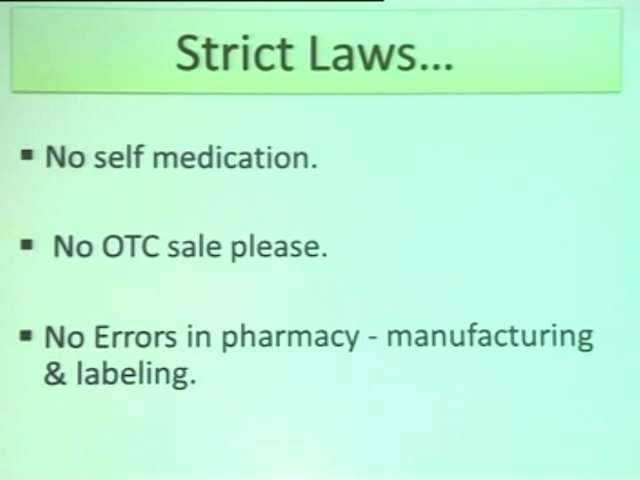 Strict Laws...
▪ No self medication.
▪ No OTC sale please.
▪ No Errors in pharmacy - manufacturing
& labeling.